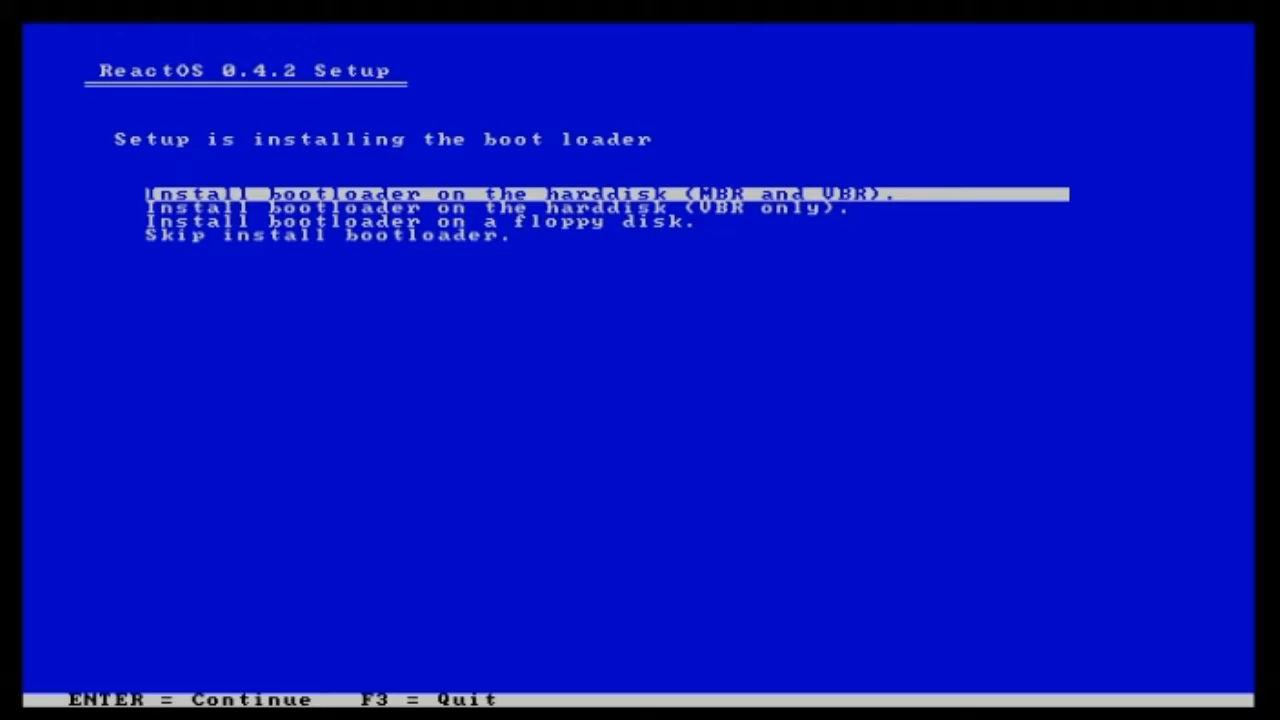 ReactOS 0.4.2 Setup
Setup is installing the boot loader
Install bootloader on the harddisk (MBR and VBR).
Install bootloader on the harddisk (VBR only).
Install bootloader on a floppy disk.
Skip install bootloader.
ENTER = Continue   F3 = Quit